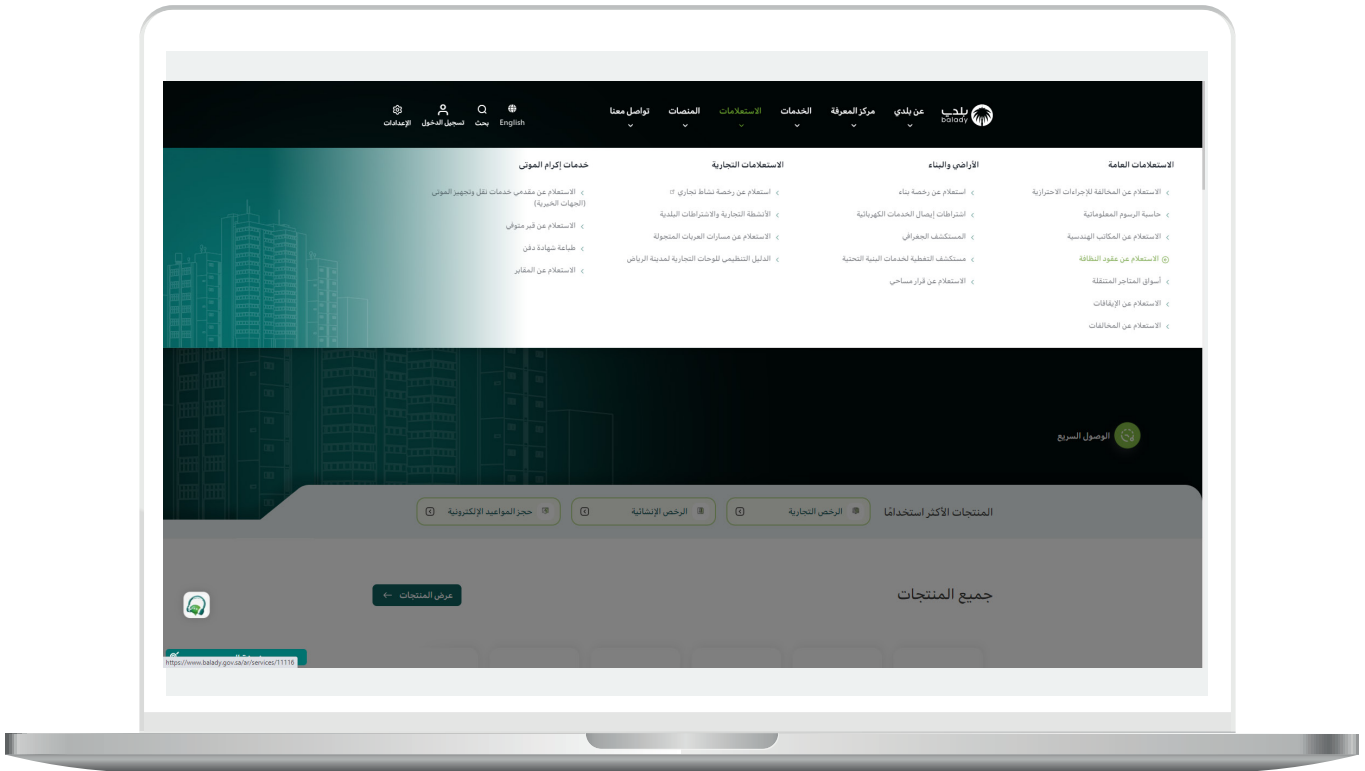 بلدي
balady
عن بلدي
مركز المعرفة
الخدمات
الاستعلامات
المنصات
تواصل معنا
English
بحث
تسجيل الدخول
الإعدادات
الاستعلامات العامة
الاستعلام عن المخالفة للإجراءات الاحترازية
حاسبة الرسوم المعلوماتية
الاستعلام عن المكاتب الهندسية
الاستعلام عن عقود النظافة
أسواق المتاجر المتنقلة
الاستعلام عن الإيقافات
الاستعلام عن المخالفات
الأراضي والبناء
استعلام عن رخصة بناء
اشتراطات إيصال الخدمات الكهربائية
المستكشف الجغرافي
مستكشف التغطية لخدمات البنية التحتية
الاستعلام عن قرار مساحي
الاستعلامات التجارية
استعلام عن رخصة نشاط تجاري
الأنشطة التجارية والاشتراطات البلدية
الاستعلام عن مسارات العربات المتجولة
الدليل التنظيمي للوحات التجارية لمدينة الرياض
خدمات إكرام الموتى
الاستعلام عن مقدمي خدمات نقل وتجهيز الموتى
(الجهات الخيرية)
الاستعلام عن قبر متوفي
طباعة شهادة دفن
الاستعلام عن المقابر
الوصول السريع
المنتجات الأكثر استخدامًا
الرخص التجارية
الرخص الإنشائية
حجز المواعيد الإلكترونية
جميع المنتجات
عرض المنتجات
https://www.balady.gov.sa/ar/services/11116